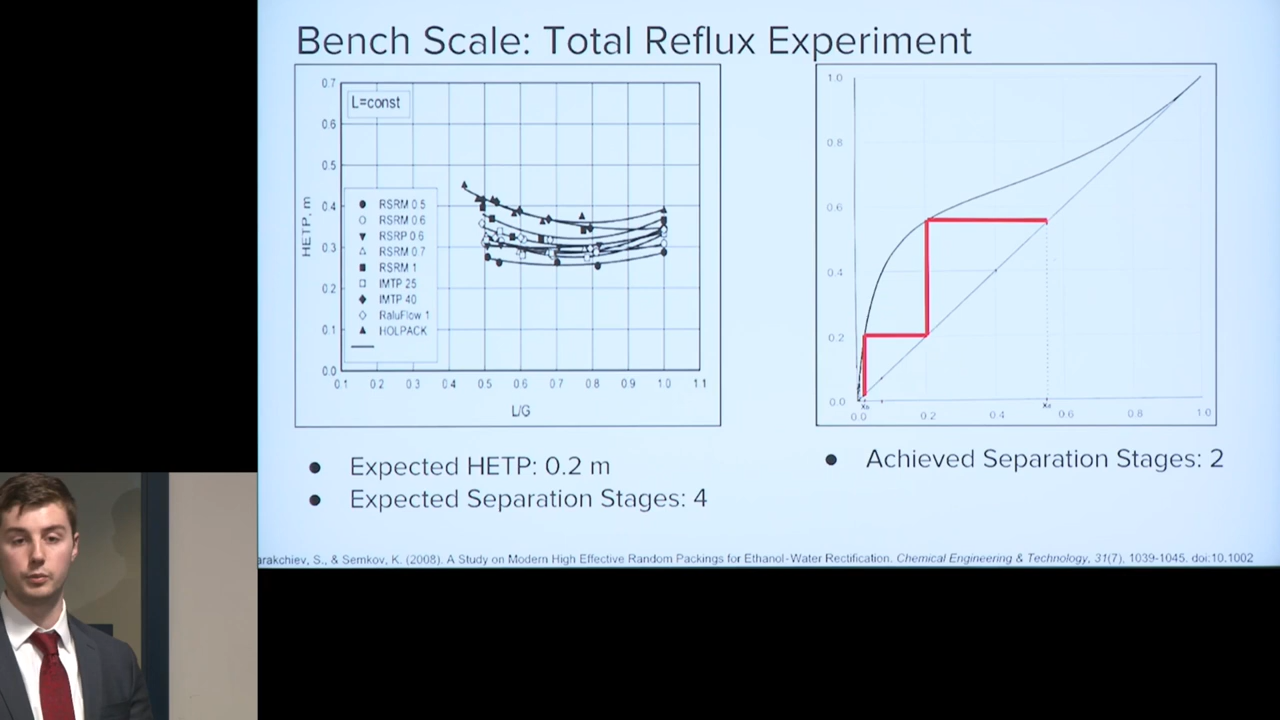 Bench Scale: Total Reflux Experiment
0.7
0.6
0.5
0.4
0.3
0.2
0.1
0.0
HETP, m
L=const
RSRM 0.5
RSRM 0.6
RSRP 0.6
RSRM 0.7
RSRM 1
IMTP 25
IMTP 40
RaluFlow 1
HOLPACK
0.1 0.2 0.3 0.4 0.5 0.6 0.7 0.8 0.9 1.0 1.1
L/G
1.0
0.8
0.6
0.4
0.2
0.0
xb xd
0.0 0.2 0.4 0.6 0.8 1.0
● Expected HETP: 0.2 m
● Expected Separation Stages: 4
● Achieved Separation Stages: 2
arakchiev, S., & Semkov, K. (2008). A Study on Modern High Effective Random Packings for Ethanol-Water Rectification. Chemical Engineering & Technology, 31(7), 1039-1045. doi:10.1002